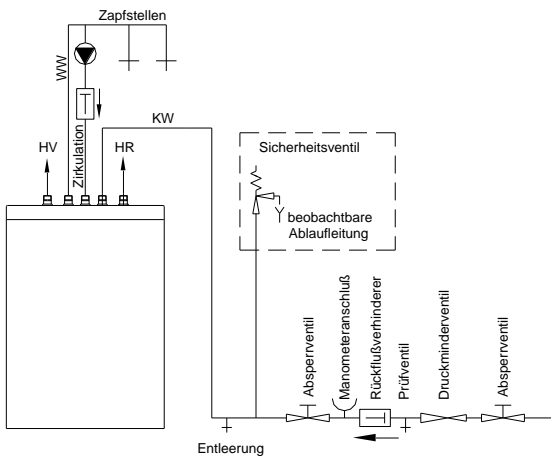 Zapfstellen
WW
Zirkulation
KW
HV
HR
Sicherheitsventil
beobachtbare
Ablaufleitung
Absperrventil
Manometeranschluß
Rückflußverhinderer
Prüfventil
Druckminderventil
Absperrventil
Entleerung